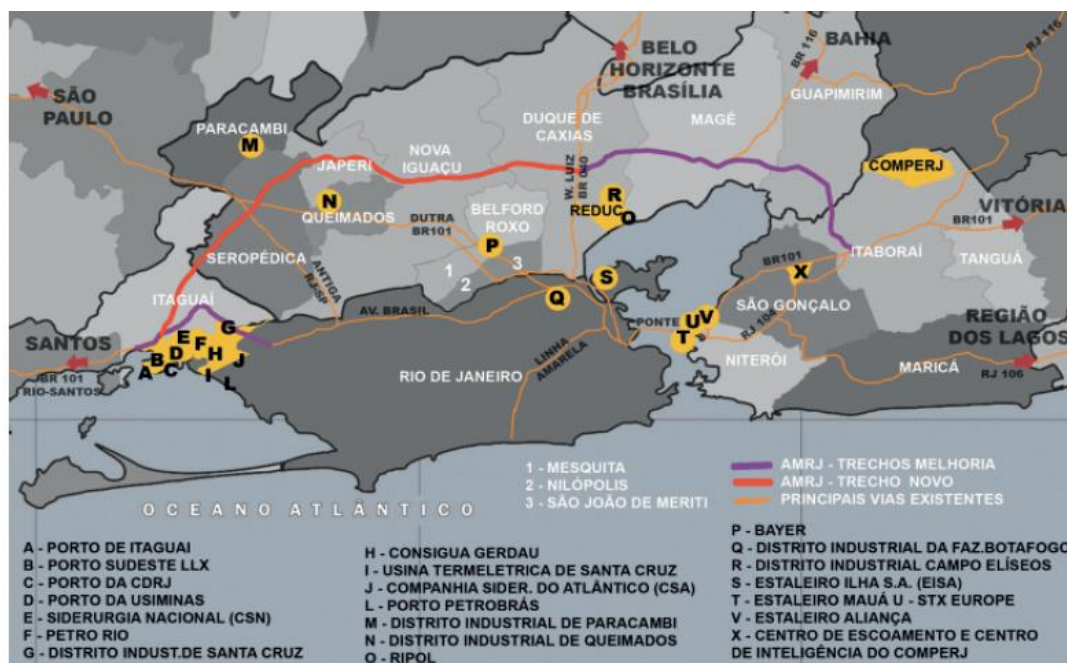 BELO
HORIZONTE
BRASÍLIA
BAHIA
BR 116
RJ 116
GUAPIMIRIM
SÃO
PAULO
PARACAMBI
M
DUQUE DE
CAXIAS
MAGÉ
JAPERI
NOVA
IGUAÇU
W. LUIZ
BR 040
COMPERJ
N
QUEIMADOS
R
REDUC
O
DUTRA
BR101
BELFORD
ROXO
P
VITÓRIA
BR101
ITABORAÍ
TANGUÁ
SEROPÉDICA
ANTIGA
RJ-SP
1
2
3
S
BR101
X
ITAGUAÍ
AV. BRASIL
Q
SÃO GONÇALO
REGIÃO
DOS LAGOS
SANTOS
BR 101
RIO-SANTOS
A
B
C
D
E
F
G
H
I
J
L
PONTE
T
U
V
RJ 104
LINHA
AMARELA
RIO DE JANEIRO
NITERÓI
MARICÁ
RJ 106
1 - MESQUITA
2 - NILÓPOLIS
3 - SÃO JOÃO DE MERITI
AMRJ - TRECHOS MELHORIA
AMRJ - TRECHO NOVO
PRINCIPAIS VIAS EXISTENTES
OCEANO ATLÂNTICO
A - PORTO DE ITAGUAI
B - PORTO SUDESTE LLX
C - PORTO DA CDRJ
D - PORTO DA USIMINAS
E - SIDERURGIA NACIONAL (CSN)
F - PETRO RIO
G - DISTRITO INDUST.DE SANTA CRUZ
H - CONSIGUA GERDAU
I - USINA TERMELETRICA DE SANTA CRUZ
J - COMPANHIA SIDER. DO ATLÂNTICO (CSA)
L - PORTO PETROBRÁS
M - DISTRITO INDUSTRIAL DE PARACAMBI
N - DISTRITO INDUSTRIAL DE QUEIMADOS
O - RIPOL
P - BAYER
Q - DISTRITO INDUSTRIAL DA FAZ.BOTAFOGO
R - DISTRITO INDUSTRIAL CAMPO ELÍSEOS
S - ESTALEIRO ILHA S.A. (EISA)
T - ESTALEIRO MAUÁ U - STX EUROPE
V - ESTALEIRO ALIANÇA
X - CENTRO DE ESCOAMENTO E CENTRO
DE INTELIGÊNCIA DO COMPERJ